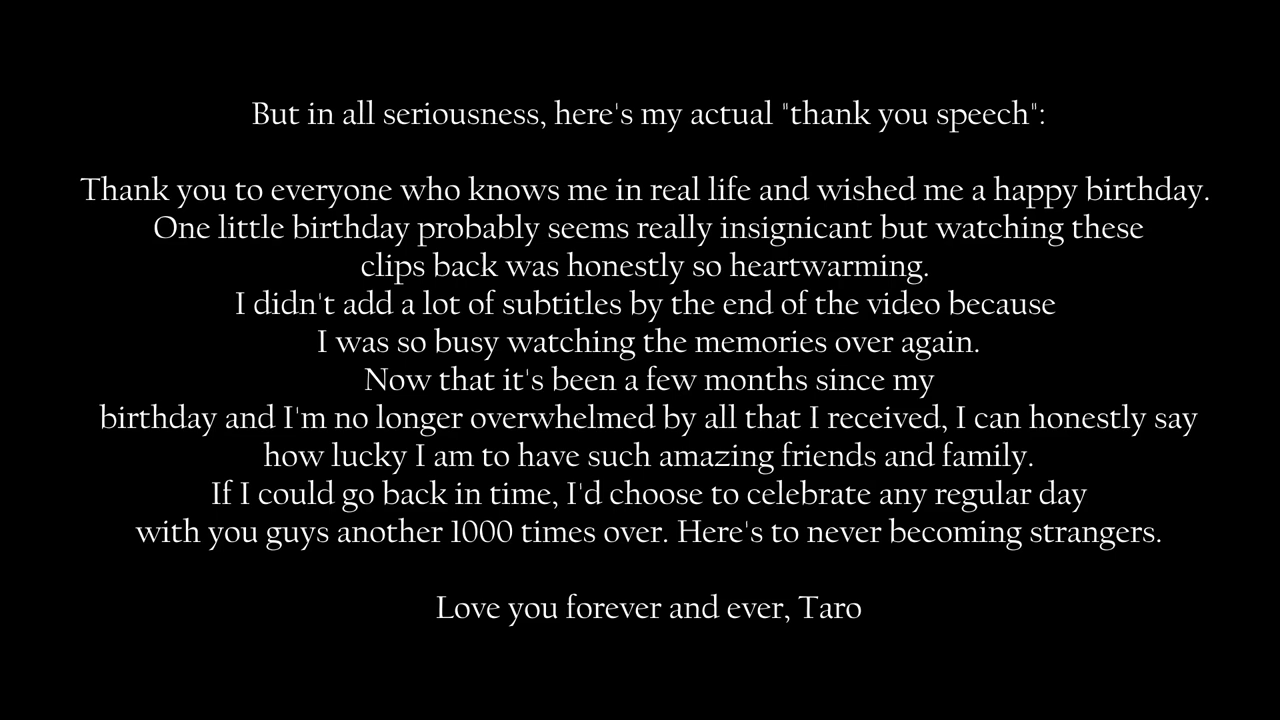 But in all seriousness, here's my actual "thank you speech":
Thank you to everyone who knows me in real life and wished me a happy birthday.
One little birthday probably seems really insignicant but watching these
clips back was honestly so heartwarming.
I didn't add a lot of subtitles by the end of the video because
I was so busy watching the memories over again.
Now that it's been a few months since my
birthday and I'm no longer overwhelmed by all that I received, I can honestly say
how lucky I am to have such amazing friends and family.
If I could go back in time, I'd choose to celebrate any regular day
with you guys another 1000 times over. Here's to never becoming strangers.
Love you forever and ever, Taro